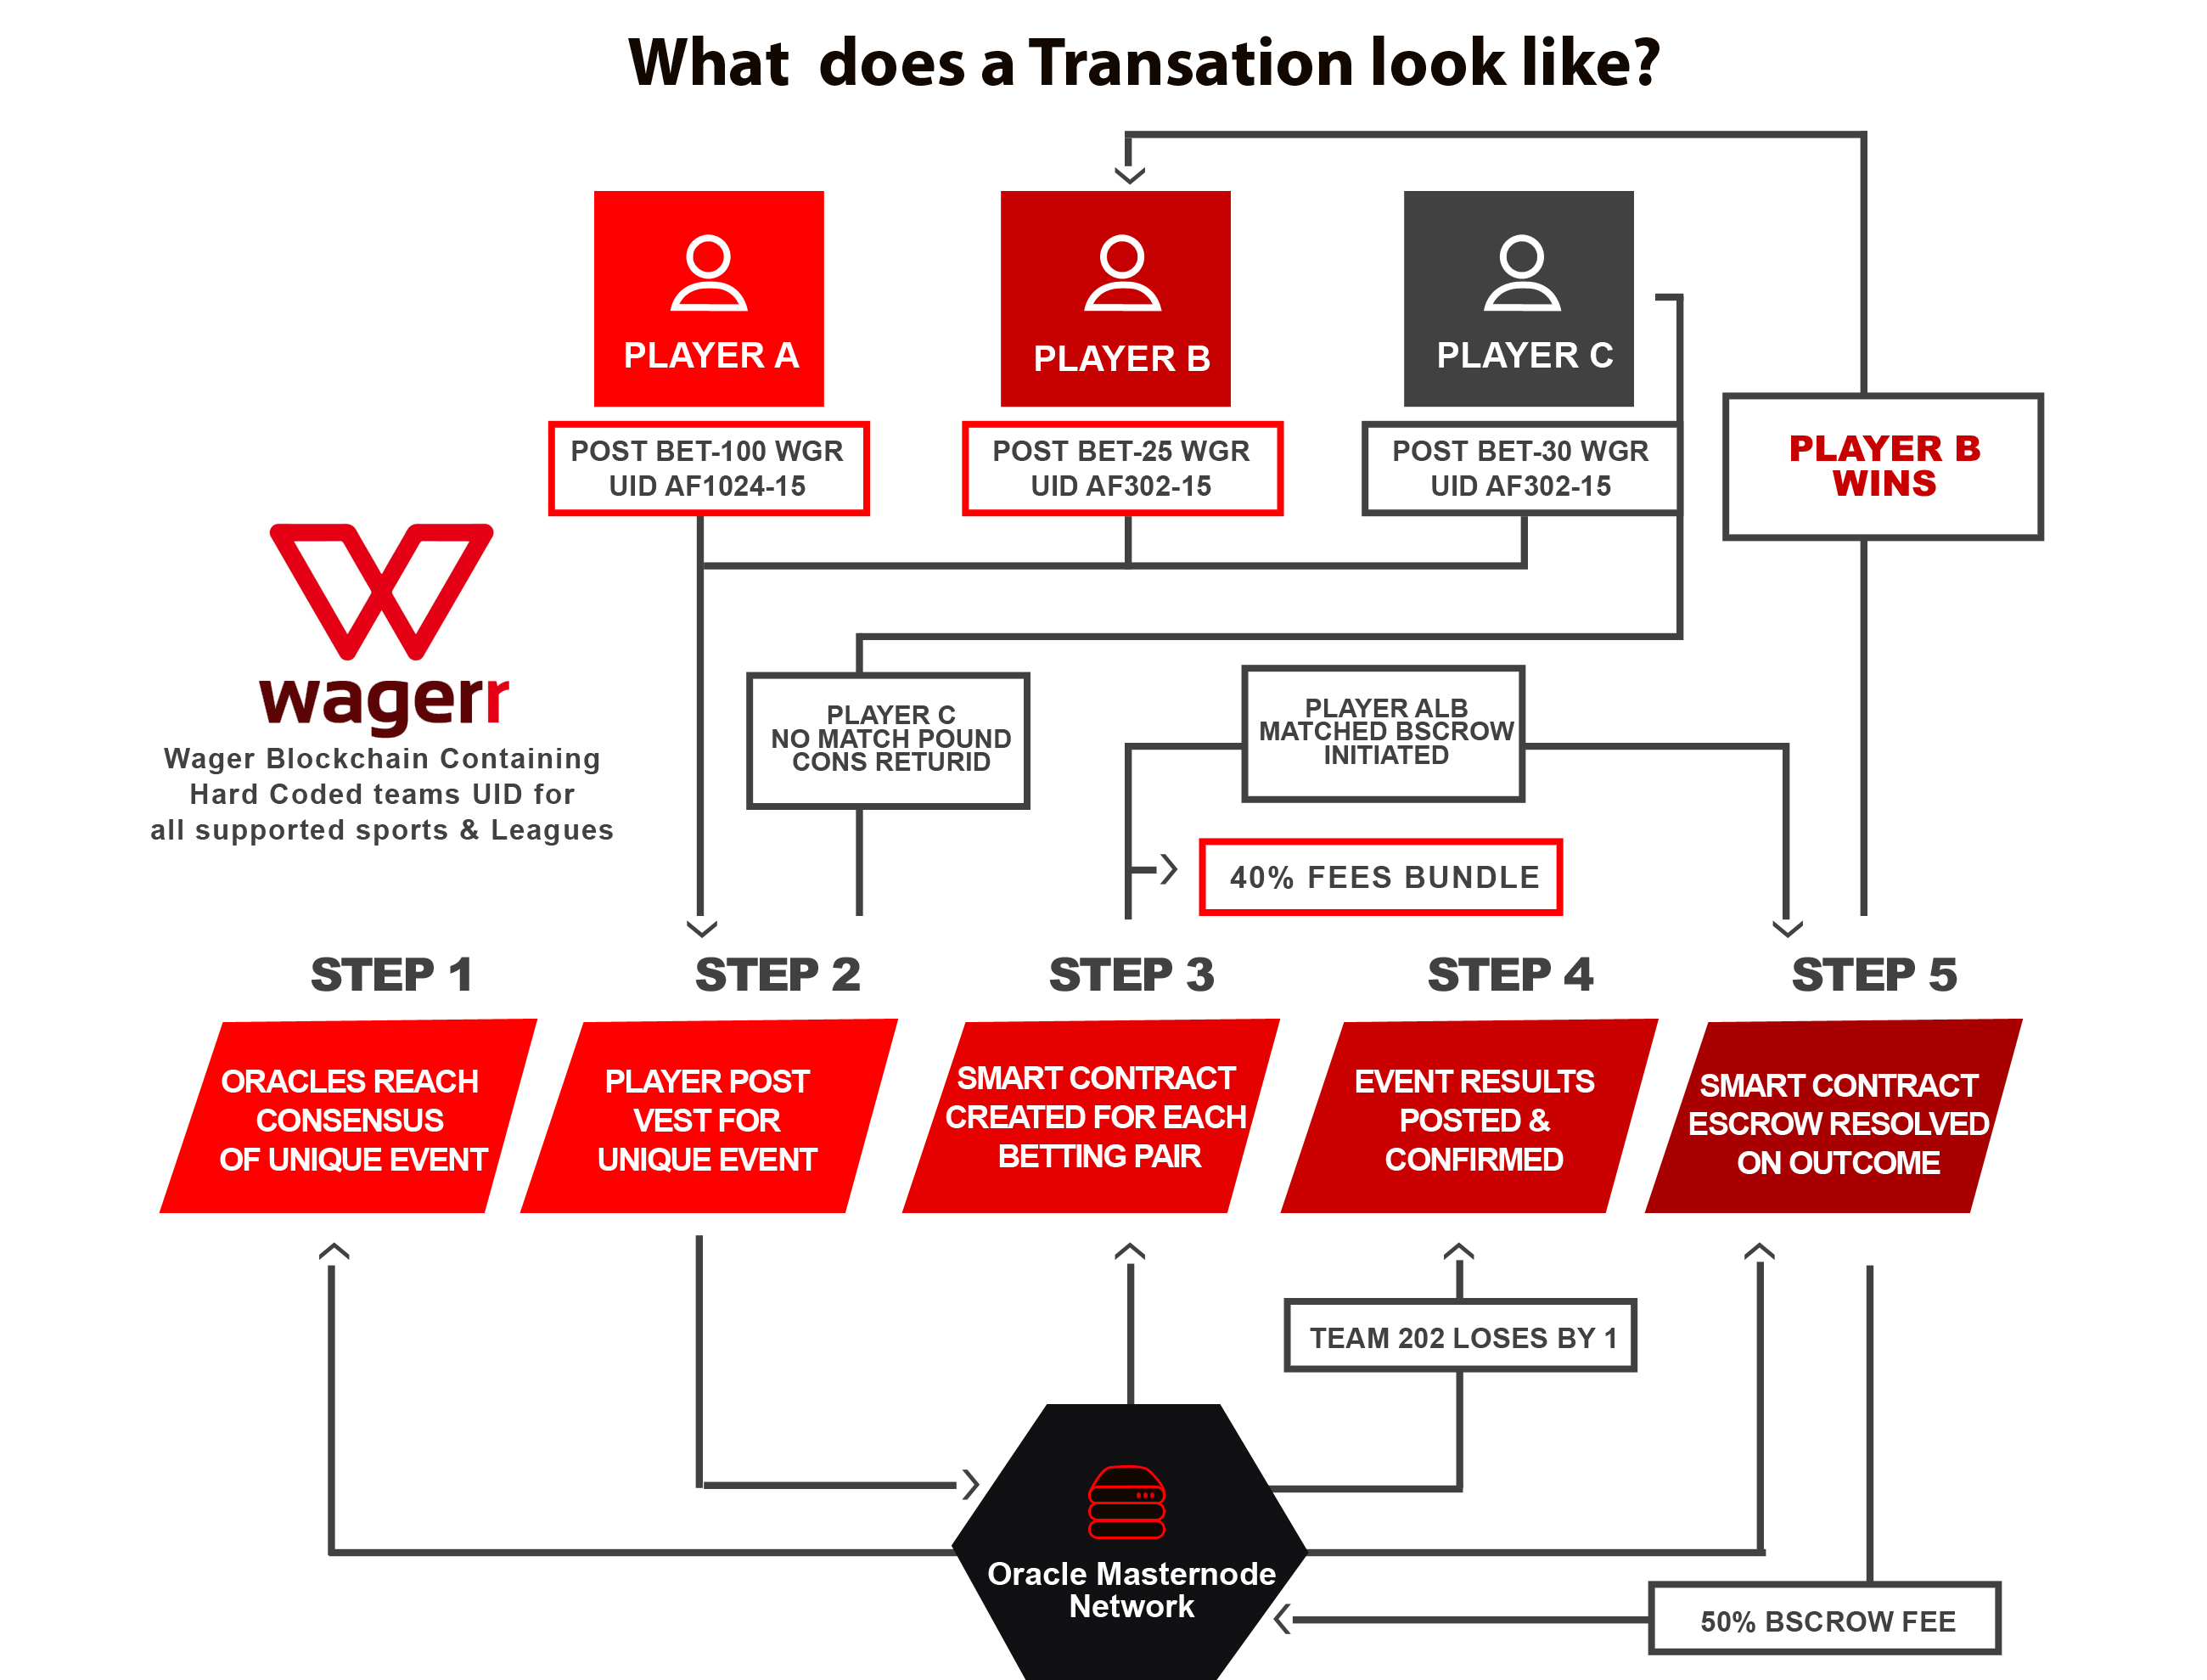 What does a Transation look like?
PLAYER A
PLAYER B
PLAYER C
POST BET-100 WGR
UID AF1024-15
POST BET-25 WGR
UID AF302-15
POST BET-30 WGR
UID AF302-15
PLAYER B
WINS
wagerr
Wager Blockchain Containing
Hard Coded teams UID for
all supported sports & Leagues
PLAYER C
NO MATCH POUND
CONS RETURID
PLAYER ALB
MATCHED BSCROW
INITIATED
40% FEES BUNDLE
STEP 1
STEP 2
STEP 3
STEP 4
STEP 5
ORACLES REACH
CONSENSUS
OF UNIQUE EVENT
PLAYER POST
VEST FOR
UNIQUE EVENT
SMART CONTRACT
CREATED FOR EACH
BETTING PAIR
EVENT RESULTS
POSTED &
CONFIRMED
SMART CONTRACT
ESCROW RESOLVED
ON OUTCOME
TEAM 202 LOSES BY 1
Oracle Masternode
Network
50% BSCROW FEE